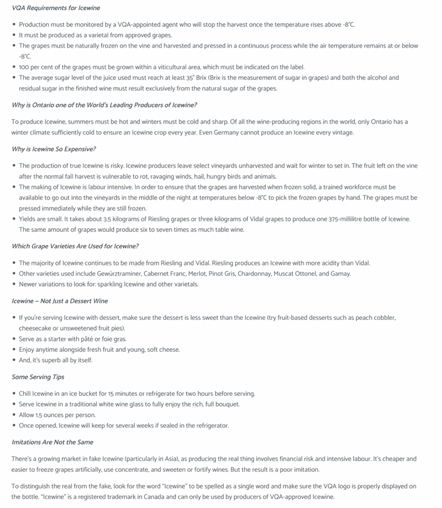 VQA Requirements for Icewine
• Production must be monitored by a VQA-appointed agent who will stop the harvest once the temperature rises above -8˚C.
• It must be produced as a varietal from approved grapes.
• The grapes must be naturally frozen on the vine and harvested and pressed in a continuous process while the air temperature remains at or below
-8˚C.
• 100 per cent of the grapes must be grown within a viticultural area, which must be indicated on the label.
• The average sugar level of the juice used must reach at least 35˚ Brix (Brix is the measurement of sugar in grapes) and both the alcohol and
residual sugar in the finished wine must result exclusively from the natural sugar of the grapes.
Why is Ontario one of the World's Leading Producers of Icewine?
To produce Icewine, summers must be hot and winters must be cold and sharp. Of all the wine-producing regions in the world, only Ontario has a
winter climate sufficiently cold to ensure an Icewine crop every year. Even Germany cannot produce an Icewine every vintage.
Why is Icewine So Expensive?
• The production of true Icewine is risky. Icewine producers leave select vineyards unharvested and wait for winter to set in. The fruit left on the vine
after the normal fall harvest is vulnerable to rot, ravaging winds, hail, hungry birds and animals.
• The making of Icewine is labour intensive. In order to ensure that the grapes are harvested when frozen solid, a trained workforce must be
available to go out into the vineyards in the middle of the night at temperatures below -8˚C to pick the frozen grapes by hand. The grapes must be
pressed immediately while they are still frozen.
• Yields are small. It takes about 3.5 kilograms of Riesling grapes or three kilograms of Vidal grapes to produce one 375-millilitre bottle of Icewine.
The same amount of grapes would produce six to seven times as much table wine.
Which Grape Varieties Are Used for Icewine?
• The majority of Icewine continues to be made from Riesling and Vidal. Riesling produces an Icewine with more acidity than Vidal.
• Other varieties used include Gewürztraminer, Cabernet Franc, Merlot, Pinot Gris, Chardonnay, Muscat Ottonel, and Gamay.
• Newer variations to look for: sparkling Icewine and other varietals.
Icewine – Not Just a Dessert Wine
• If you're serving Icewine with dessert, make sure the dessert is less sweet than the Icewine (try fruit-based desserts such as peach cobbler,
cheesecake or unsweetened fruit pies).
• Serve as a starter with pâté or foie gras.
• Enjoy anytime alongside fresh fruit and young, soft cheese.
• And, it's superb all by itself.
Some Serving Tips
• Chill Icewine in an ice bucket for 15 minutes or refrigerate for two hours before serving.
• Serve Icewine in a traditional white wine glass to fully enjoy the rich, full bouquet.
• Allow 1.5 ounces per person.
• Once opened, Icewine will keep for several weeks if sealed in the refrigerator.
Imitations Are Not the Same
There's a growing market in fake Icewine (particularly in Asia), as producing the real thing involves financial risk and intensive labour. It's cheaper and
easier to freeze grapes artificially, use concentrate, and sweeten or fortify wines. But the result is a poor imitation.
To distinguish the real from the fake, look for the word "Icewine" to be spelled as a single word and make sure the VQA logo is properly displayed on
the bottle. "Icewine" is a registered trademark in Canada and can only be used by producers of VQA-approved Icewine.